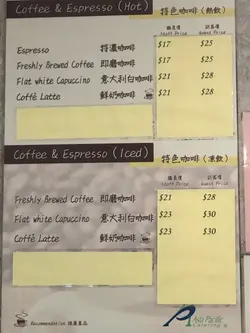 Coffee & Espresso (Hot) 特色咖啡 (熱飲)
職員價 訪客價
Staff Price Guest Price
Espresso 特濃咖啡 $17 $25
Freshly Brewed Coffee 即磨咖啡 $17 $25
Flat white Capuccino 意大利白咖啡 $21 $28
Coffè Latte 鮮奶咖啡 $21 $28
Coffee & Espresso (Iced) 特色咖啡 (凍飲)
職員價 訪客價
Staff Price Guest Price
Freshly Brewed Coffee 即磨咖啡 $21 $28
Flat white Capuccino 意大利白咖啡 $23 $30
Coffè Latte 鮮奶咖啡 $23 $30
Recommendation 推薦產品
Asia Pacific
Catering